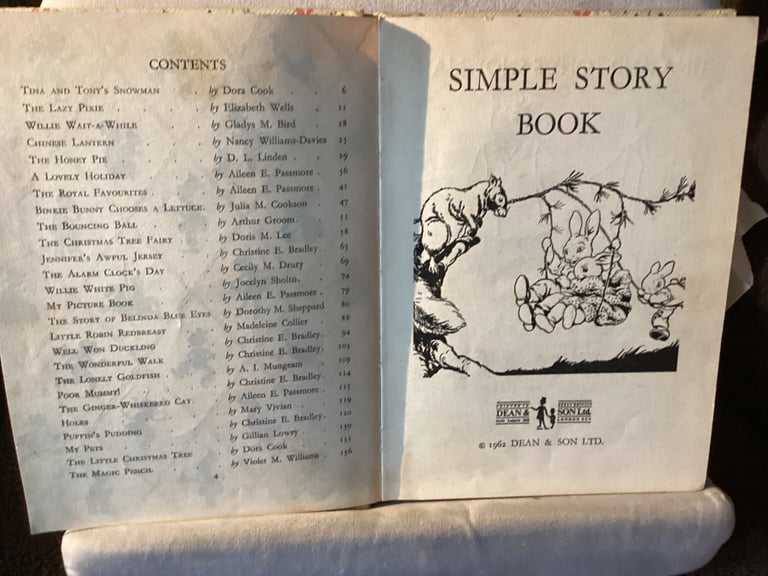 CONTENTS
TINA AND TONY'S SNOWMAN . . by Dora Cook . . 6
THE LAZY PIXIE . . . . by Elizabeth Wells . 11
WILLIE WAIT-A-WHILE . . by Gladys M. Bird . 18
CHINESE LANTERN . . . by Nancy Williams-Davies 25
THE HONEY PIE . . . . by D. L. Linden . . 29
A LOVELY HOLIDAY . . . by Aileen E. Passmore . 36
THE ROYAL FAVOURITES . . . by Aileen E. Passmore . 41
BINKIE BUNNY CHOOSES A LETTUCE. by Julia M. Cookson . 47
THE BOUNCING BALL . . . by Arthur Groom . . 51
THE CHRISTMAS TREE FAIRY . . by Doris M. Lee . 58
JENNIFER'S AWFUL JERSEY . . by Christine E. Bradley . 63
THE ALARM CLOCK'S DAY . . by Cecily M. Drury . 69
WILLIE WHITE PIG . . . by Jocelyn Sholto . . 74
MY PICTURE BOOK . . . by Aileen E. Passmore . 79
THE STORY OF BELINDA BLUE EYES . by Dorothy M. Sheppard 80
LITTLE ROBIN REDBREAST . . by Madeleine Collier . 88
WELL WON DUCKLING . . . by Christine E. Bradley . 94
THE WONDERFUL WALK . . by Christine E. Bradley . 103
THE LONELY GOLDFISH . . by A. I. Mungeam . 109
POOR MUMMY! . . . . by Christine E. Bradley . 114
THE GINGER-WHISKERED CAT . . by Aileen E. Passmore . 115
HOLES . . . . by Mary Vivian . . 119
PUFFIN'S PUDDING . . . by Christine E. Bradley . 120
MY PETS . . . . by Gillian Lowry . 130
THE LITTLE CHRISTMAS TREE . . by Dora Cook . . 131
THE MAGIC PENCIL . . . by Violet M. Williams . 136
4
SIMPLE STORY
BOOK
DEAN & SON Ltd.
© 1962 DEAN & SON LTD.